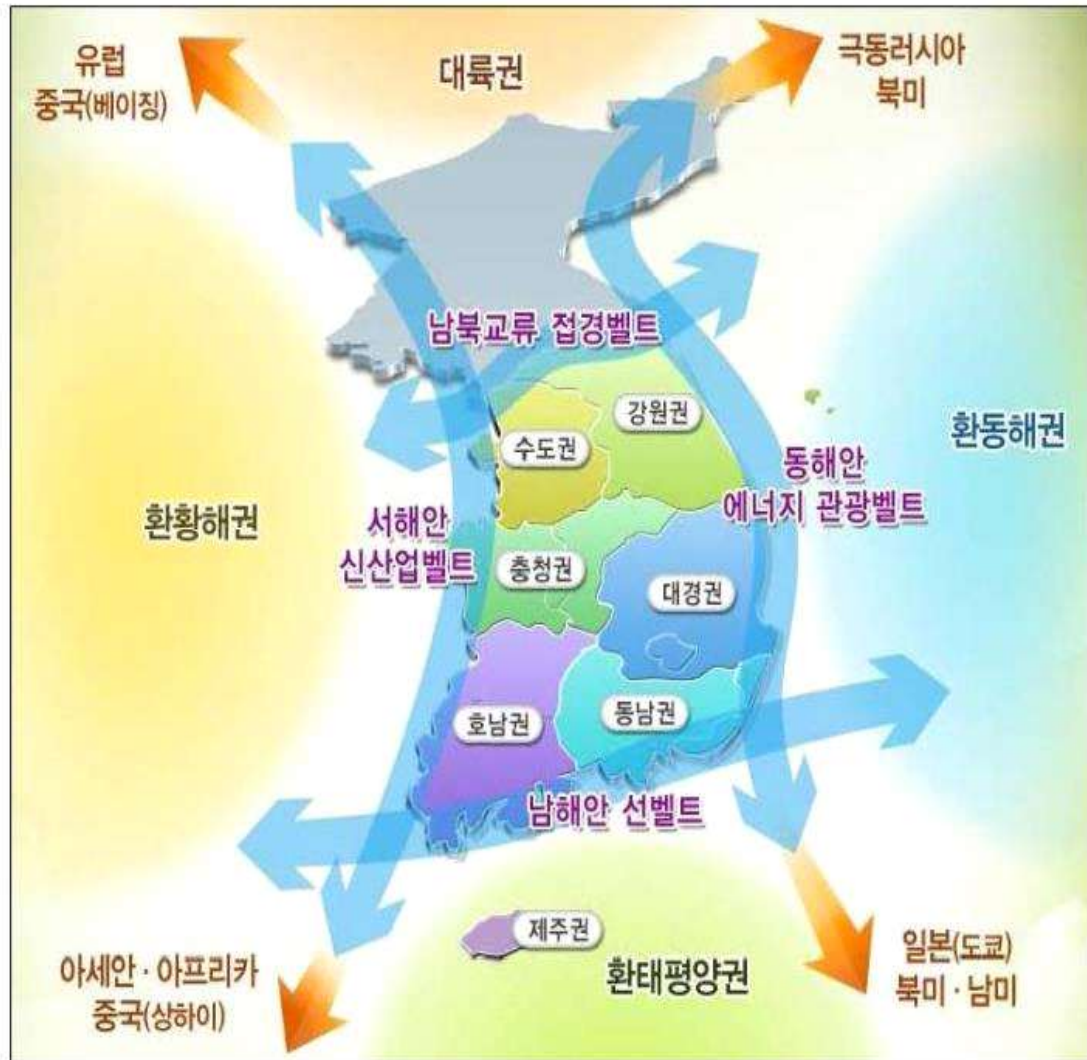 유럽
중국(베이징)
대륙권
극동러시아
북미
남북교류 접경벨트
강원권
수도권
환동해권
동해안
에너지 관광벨트
환황해권
서해안
신산업벨트
충청권
대경권
호남권
동남권
남해안 선벨트
제주권
아세안·아프리카
중국(상하이)
환태평양권
일본(도쿄)
북미·남미